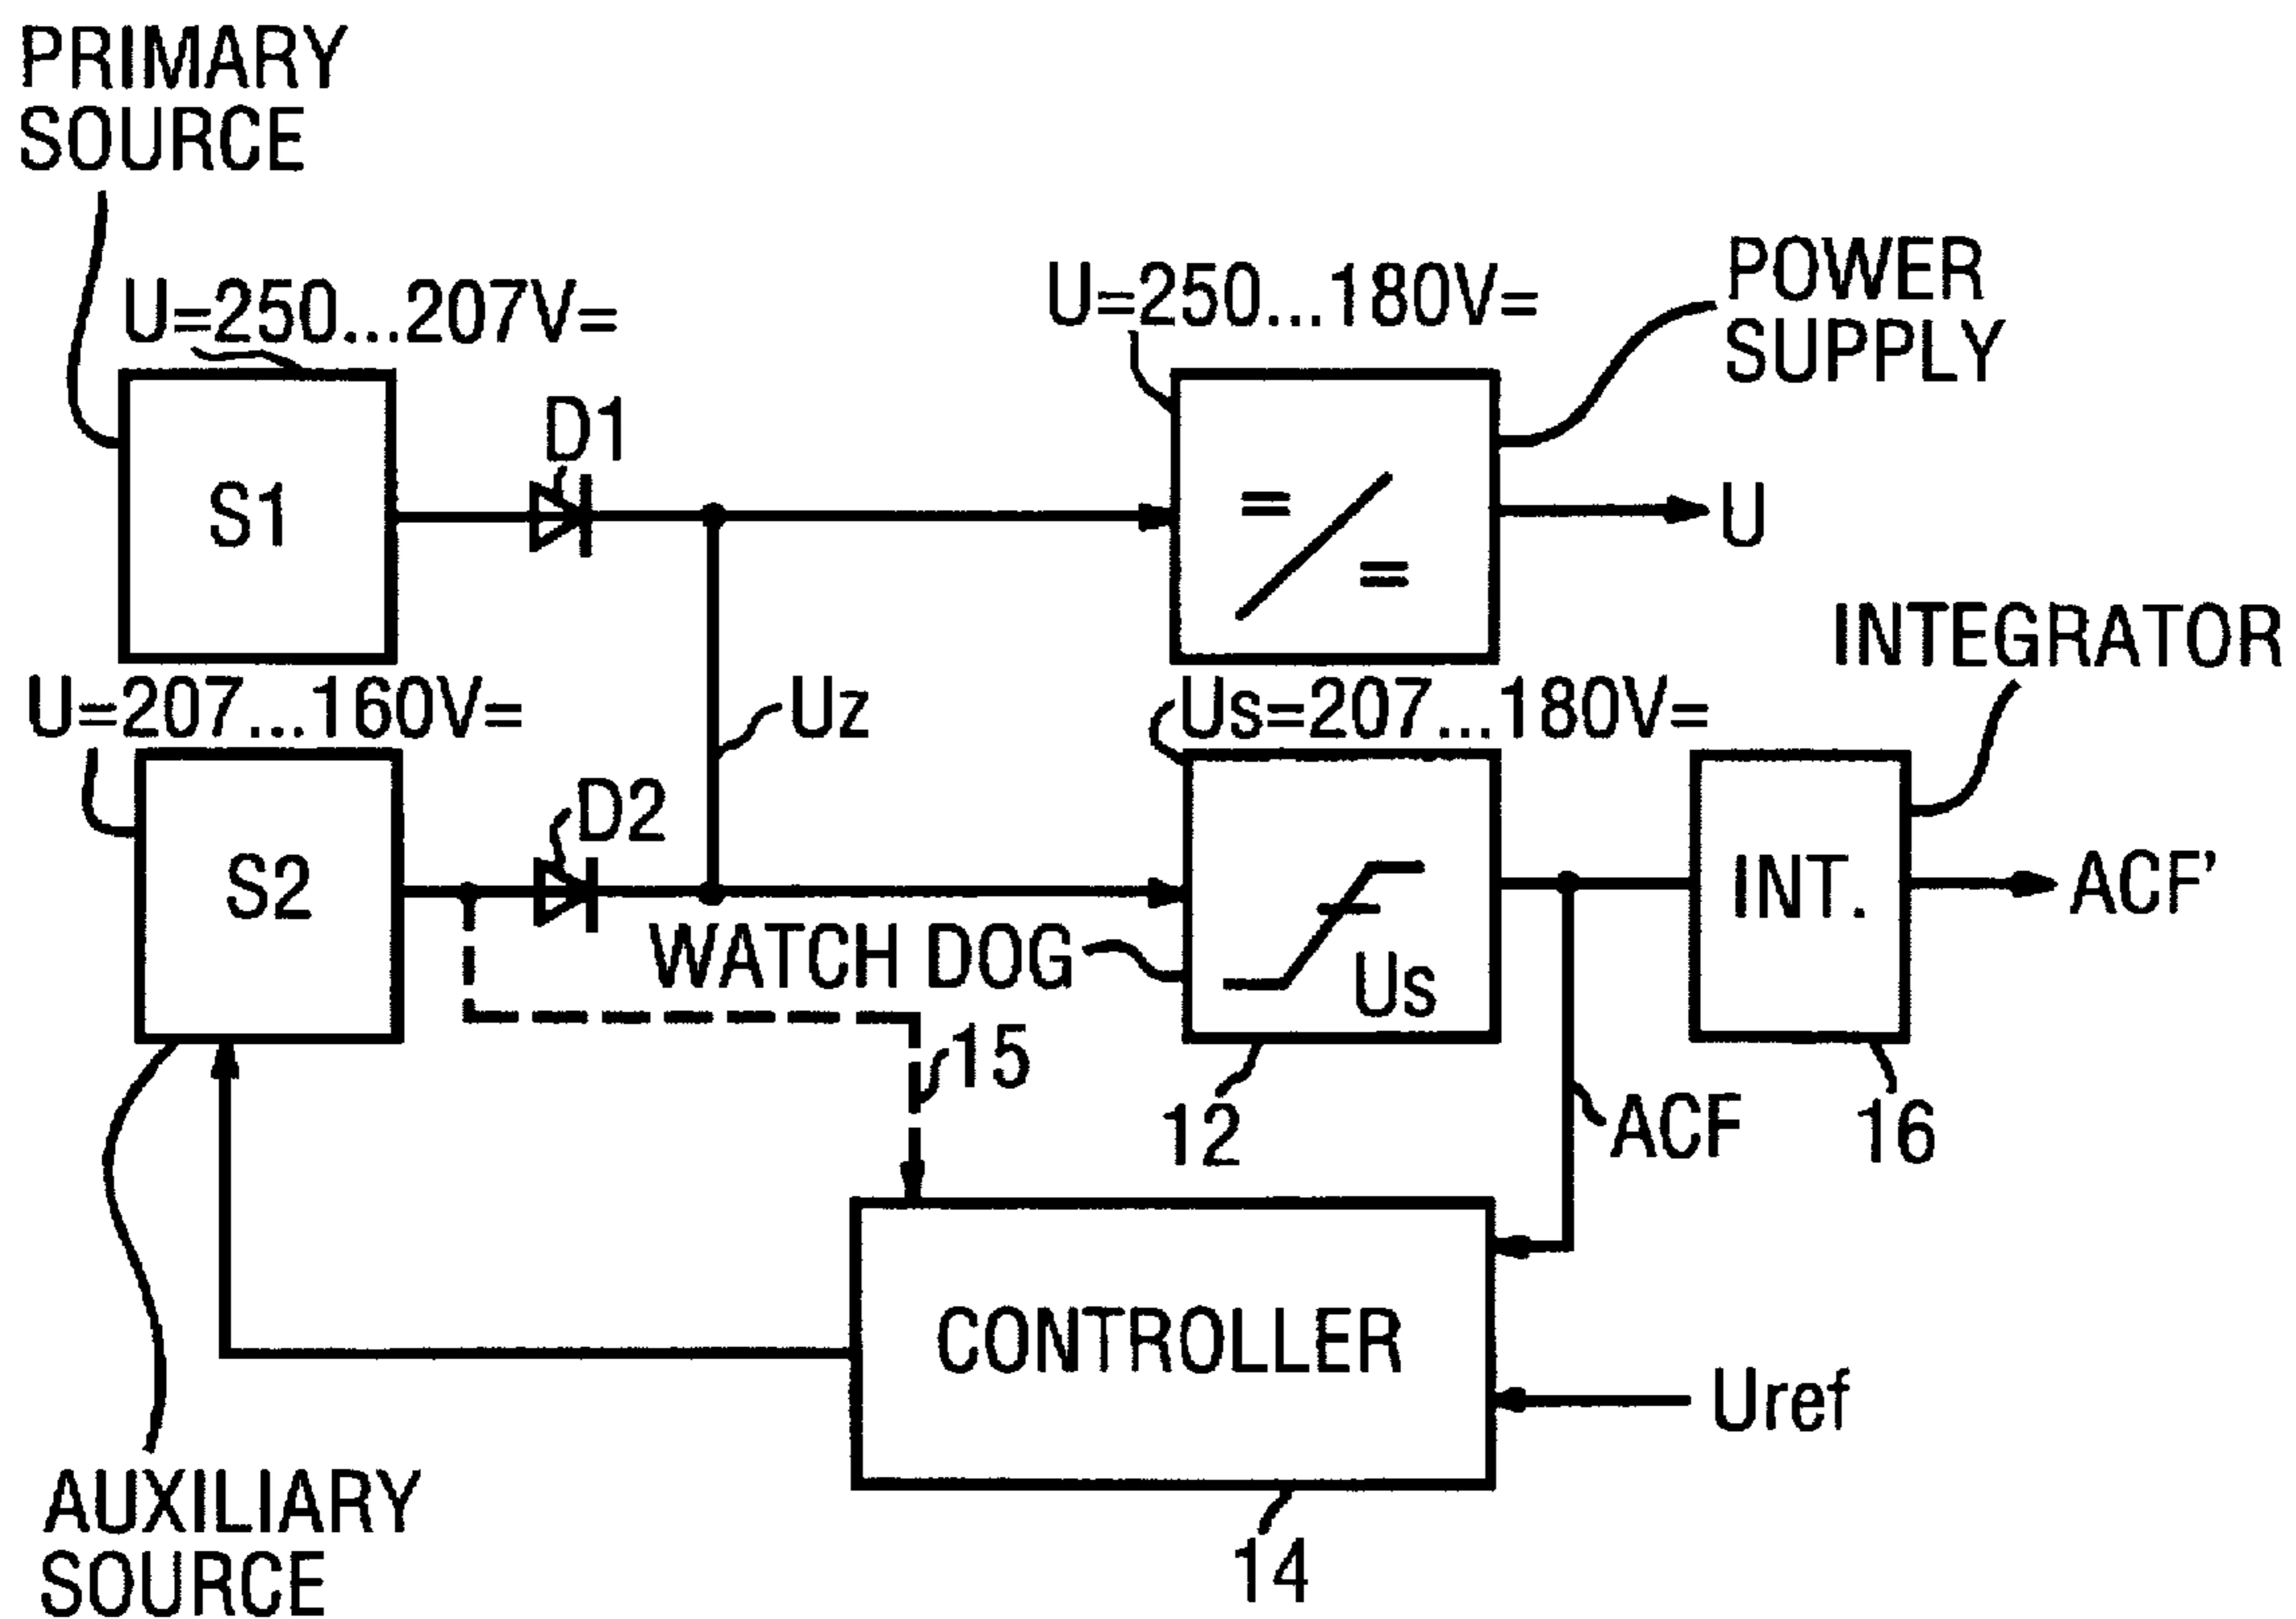 PRIMARY
SOURCE
U=250...207V=
U=250...180V=
POWER
SUPPLY
D1
S1
=
=
U
INTEGRATOR
U=207...160V=
Uz
Us=207...180V=
D2
S2
INT.
ACF'
WATCH DOG
Us
15
12
ACF
16
CONTROLLER
Uref
AUXILIARY
SOURCE
14